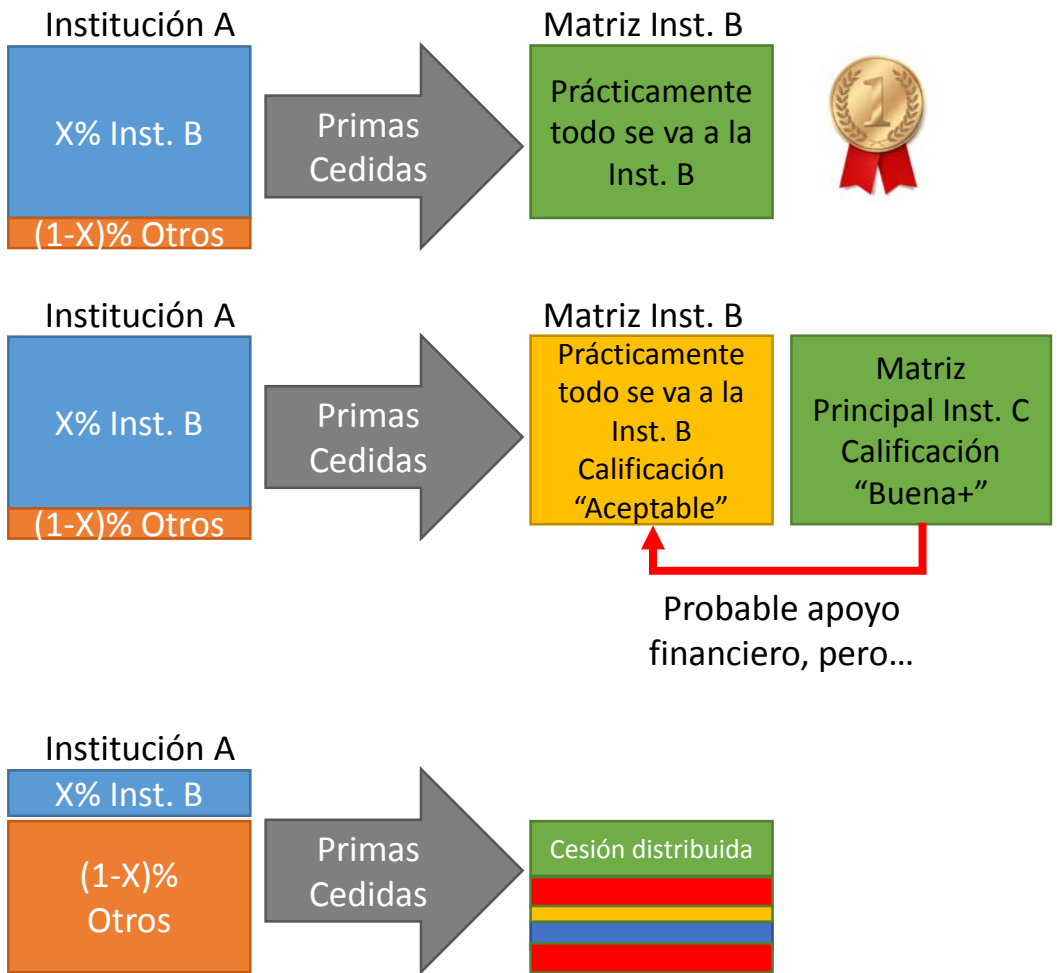 Institución A
Matriz Inst. B
X% Inst. B
(1-X)% Otros
Primas
Cedidas
Prácticamente
todo se va a la
Inst. B
1
Institución A
Matriz Inst. B
X% Inst. B
(1-X)% Otros
Primas
Cedidas
Prácticamente
todo se va a la
Inst. B
Calificación
“Aceptable”
Matriz
Principal Inst. C
Calificación
“Buena+”
Probable apoyo
financiero, pero…
Institución A
X% Inst. B
(1-X)%
Otros
Primas
Cedidas
Cesión distribuida